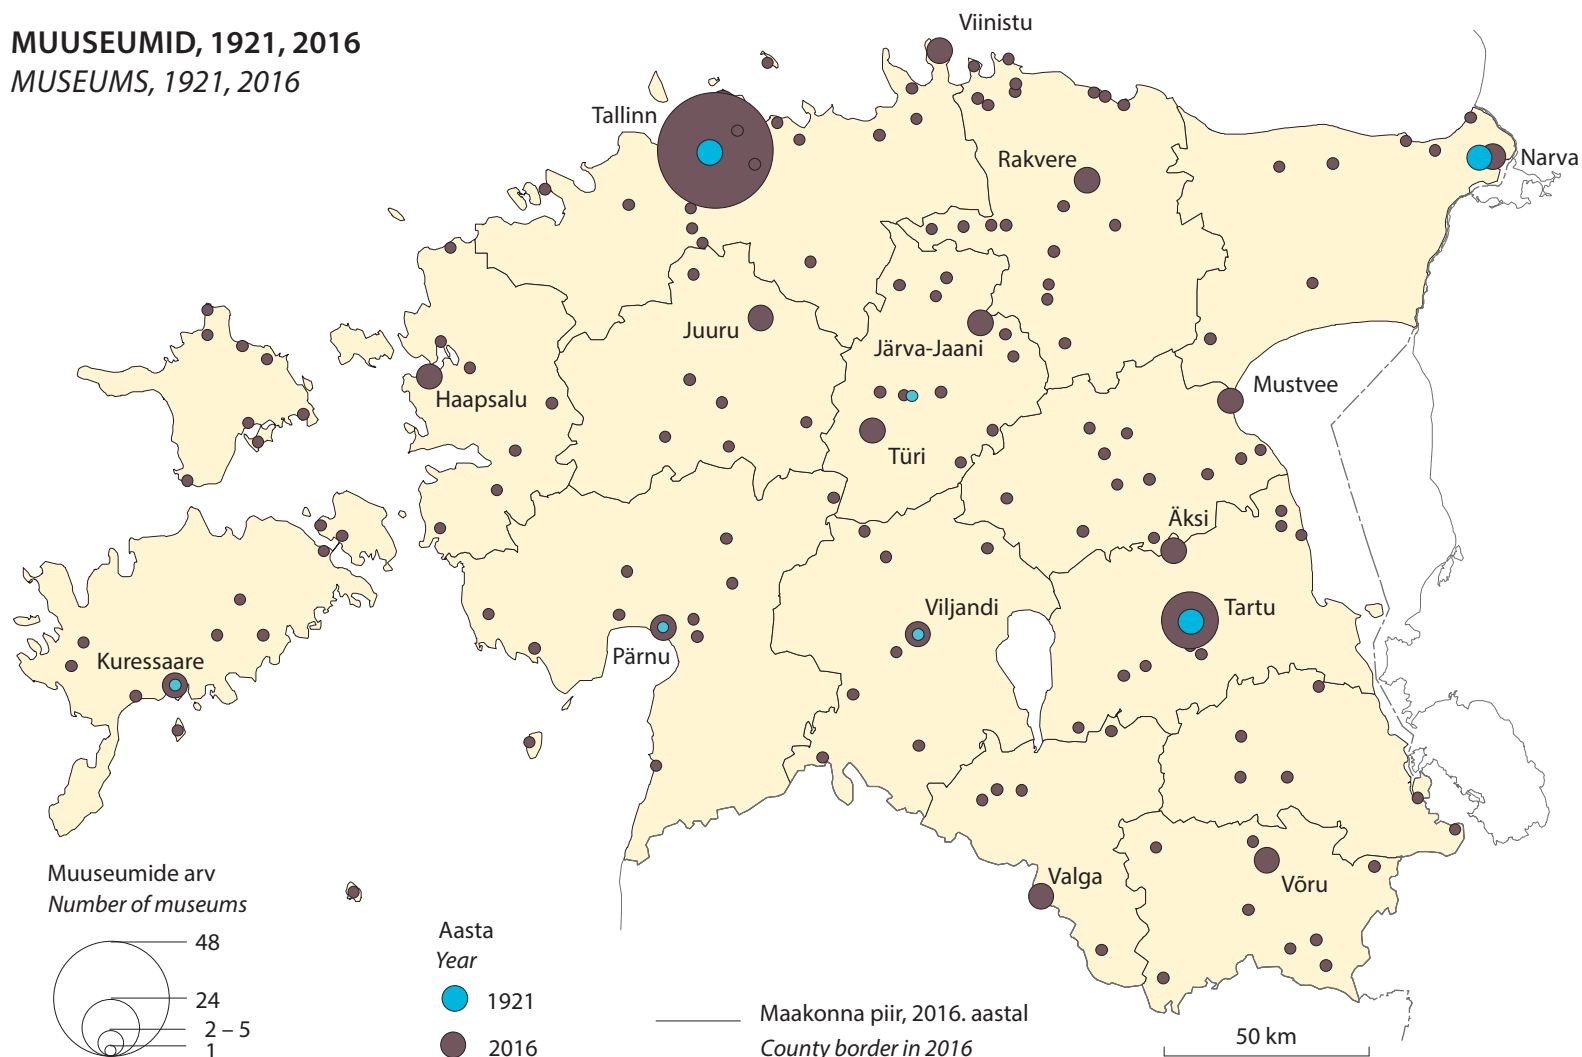 MUUSEUMID, 1921, 2016
MUSEUMS, 1921, 2016
Viinistu
Tallinn
Rakvere
Narva
Juuru
Järva-Jaani
Haapsalu
Mustvee
Türi
Äksi
Viljandi
Tartu
Pärnu
Kuressaare
Valga
Võru
Muuseumide arv
Number of museums
48
24
2 – 5
1
Aasta
Year
1921
2016
Maakonna piir, 2016. aastal
County border in 2016
50 km